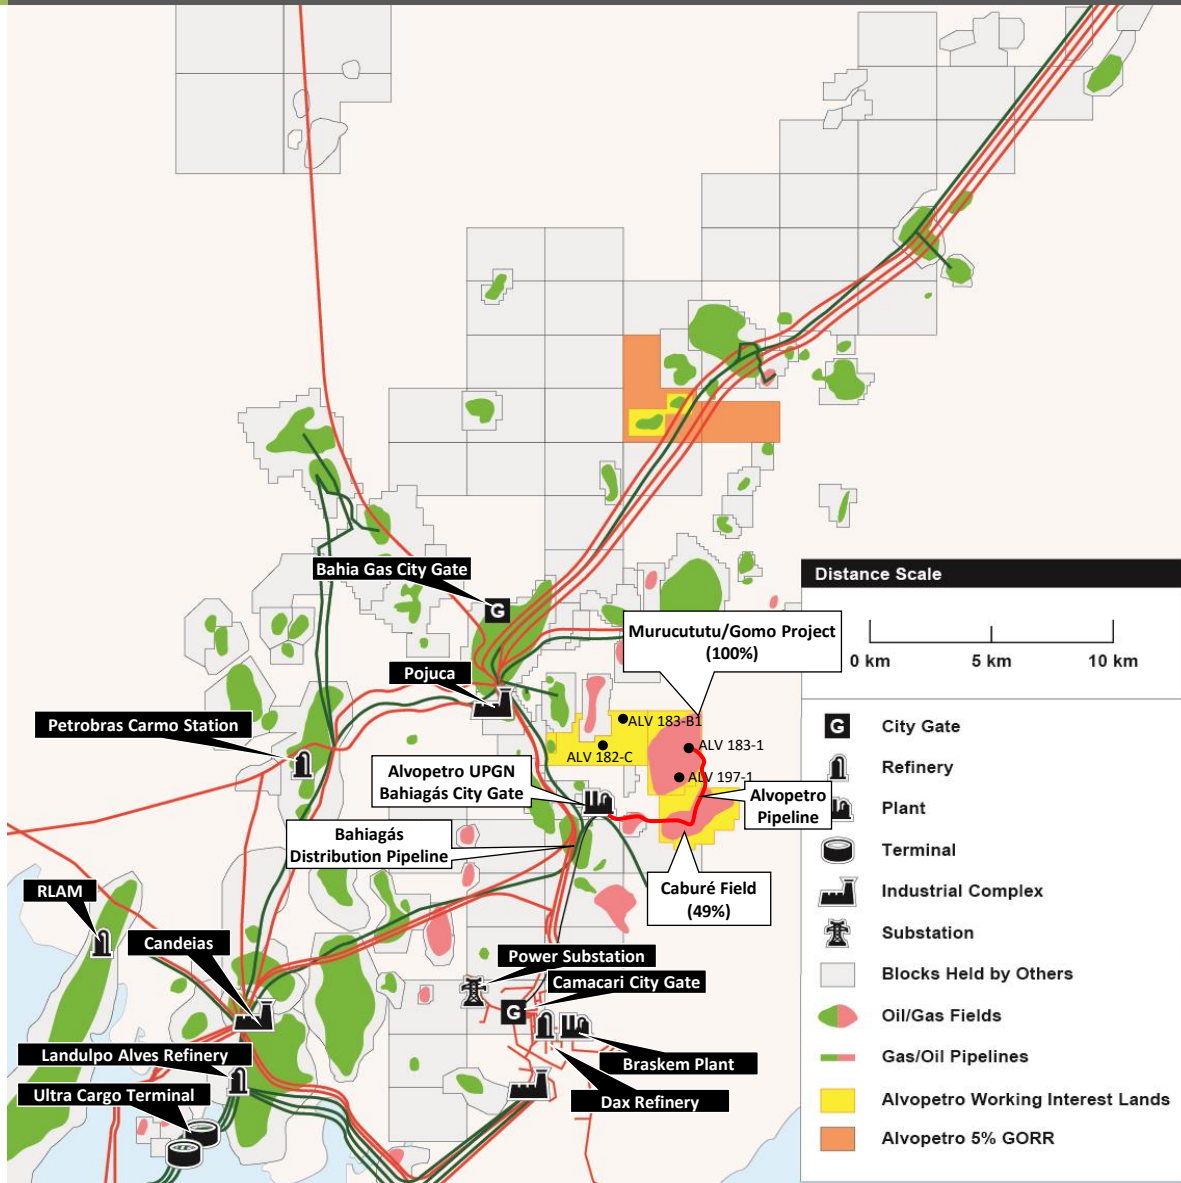 Bahia Gas City Gate
G
Murucututu/Gomo Project
(100%)
Pojuca
ALV 183-B1
Petrobras Carmo Station
ALV 183-1
ALV 182-C
Alvopetro UPGN
Bahiagás City Gate
ALV 197-1
Alvopetro
Pipeline
Bahiagás
Distribution Pipeline
RLAM
Caburé Field
(49%)
Candeias
Power Substation
Camacari City Gate
G
Landulpo Alves Refinery
Braskem Plant
Ultra Cargo Terminal
Dax Refinery
Distance Scale
0 km
5 km
10 km
G
City Gate
Refinery
Plant
Terminal
Industrial Complex
Substation
Blocks Held by Others
Oil/Gas Fields
Gas/Oil Pipelines
Alvopetro Working Interest Lands
Alvopetro 5% GORR